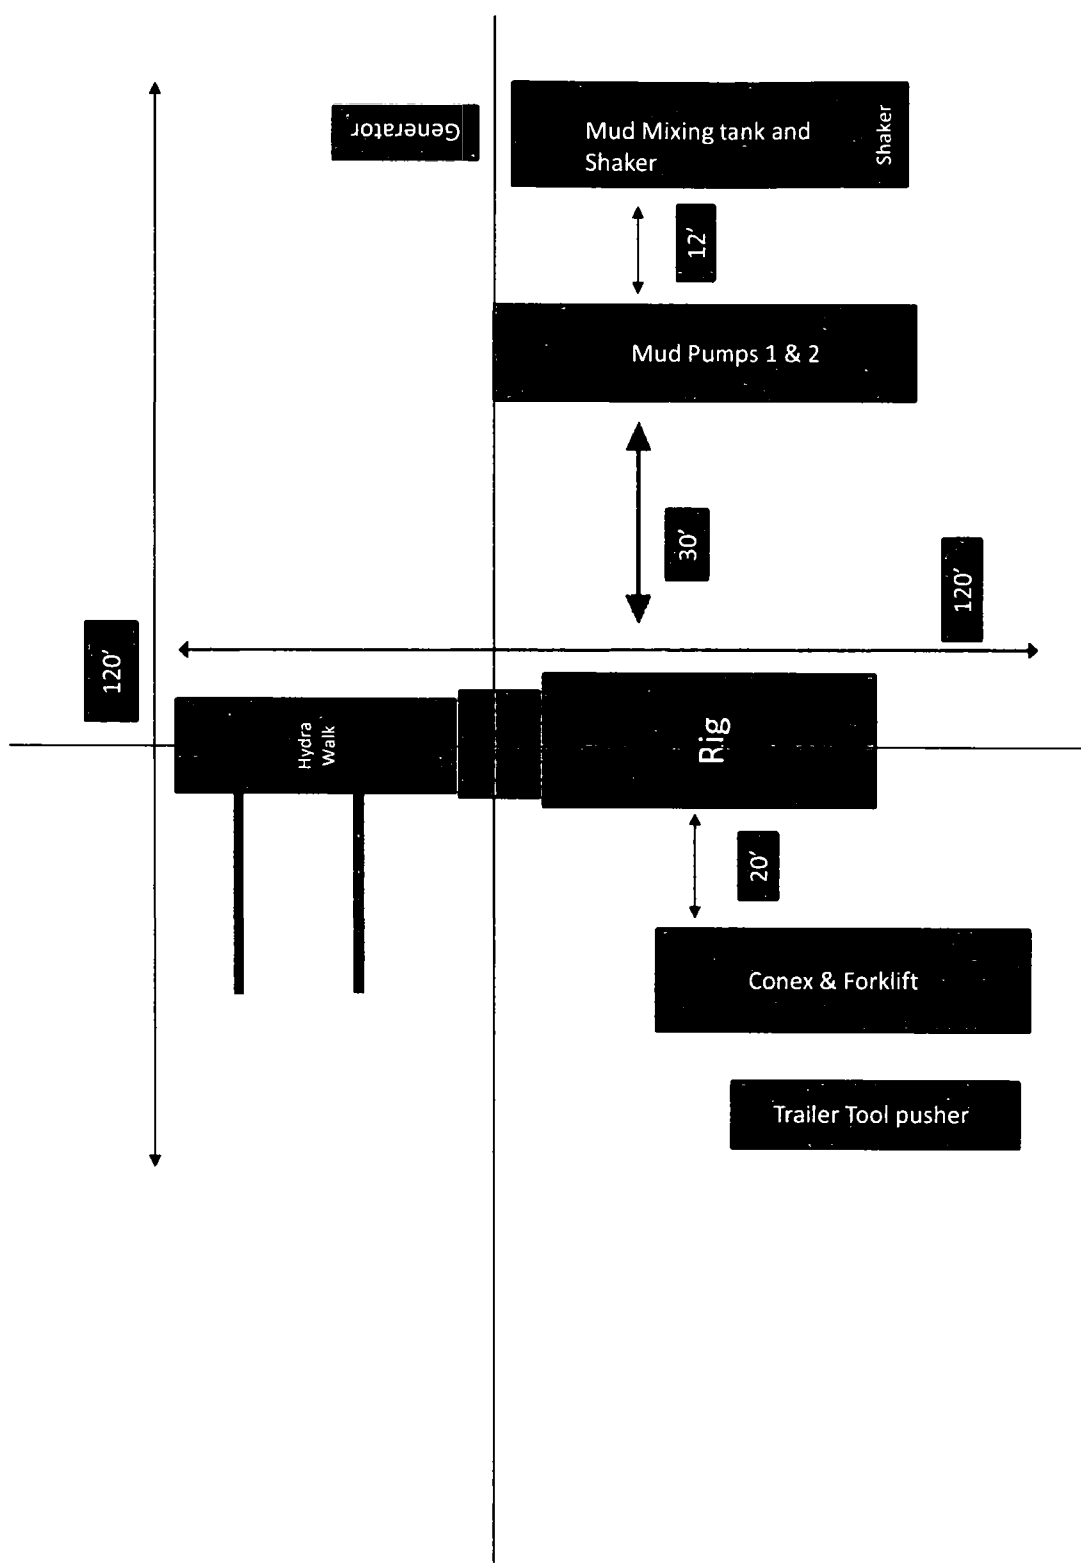 Generator
Mud Mixing tank and
Shaker
Shaker
12'
Mud Pumps 1 & 2
30'
120'
120'
Hydra
Walk
Rig
20'
Conex & Forklift
Trailer Tool pusher